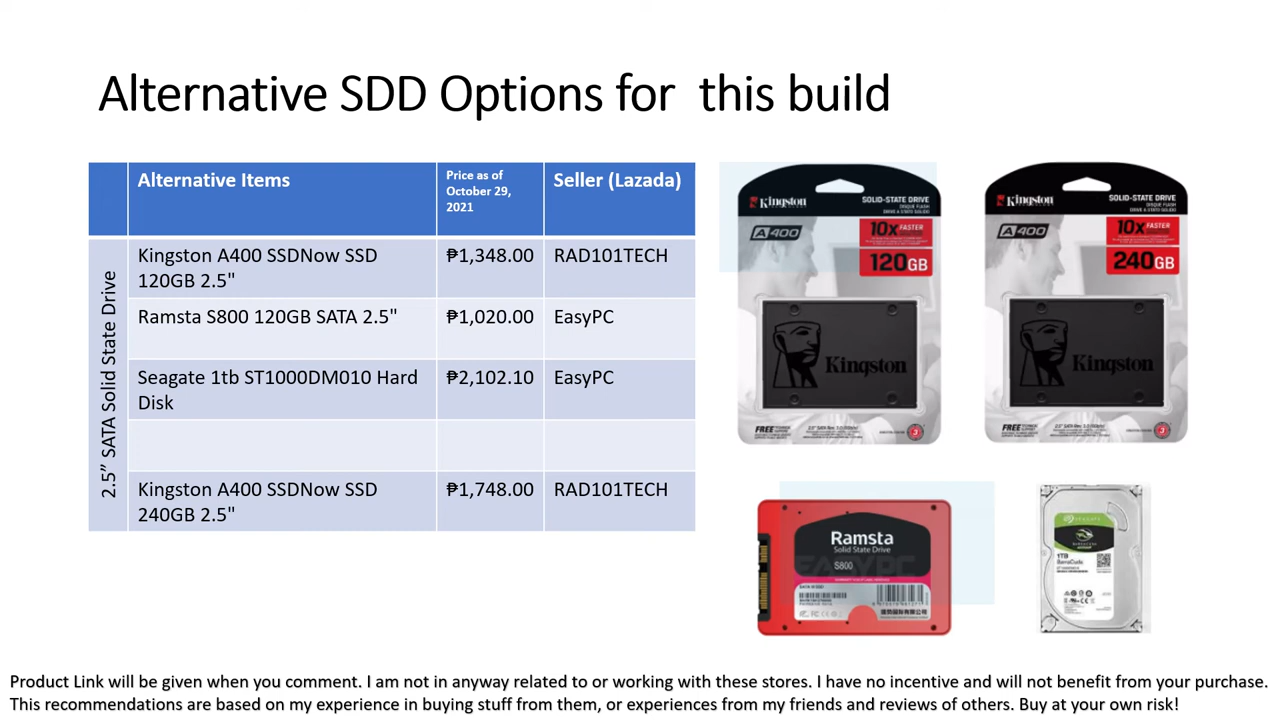 Alternative SDD Options for this build
Alternative Items
Price as of
October 29,
2021
Seller (Lazada)
2.5” SATA Solid State Drive
Kingston A400 SSDNow SSD
120GB 2.5"
₱1,348.00
RAD101TECH
Ramsta S800 120GB SATA 2.5"
₱1,020.00
EasyPC
Seagate 1tb ST1000DM010 Hard
Disk
₱2,102.10
EasyPC
Kingston A400 SSDNow SSD
240GB 2.5"
₱1,748.00
RAD101TECH
Kingston
SOLID-STATE DRIVE
A400
10x FASTER
120GB
Kingston
FREE
Kingston
SOLID-STATE DRIVE
A400
10x FASTER
240GB
Kingston
FREE
Ramsta
Solid State Drive
EASYPC
S800
1TB
BarraCuda
Product Link will be given when you comment. I am not in anyway related to or working with these stores. I have no incentive and will not benefit from your purchase.
This recommendations are based on my experience in buying stuff from them, or experiences from my friends and reviews of others. Buy at your own risk!